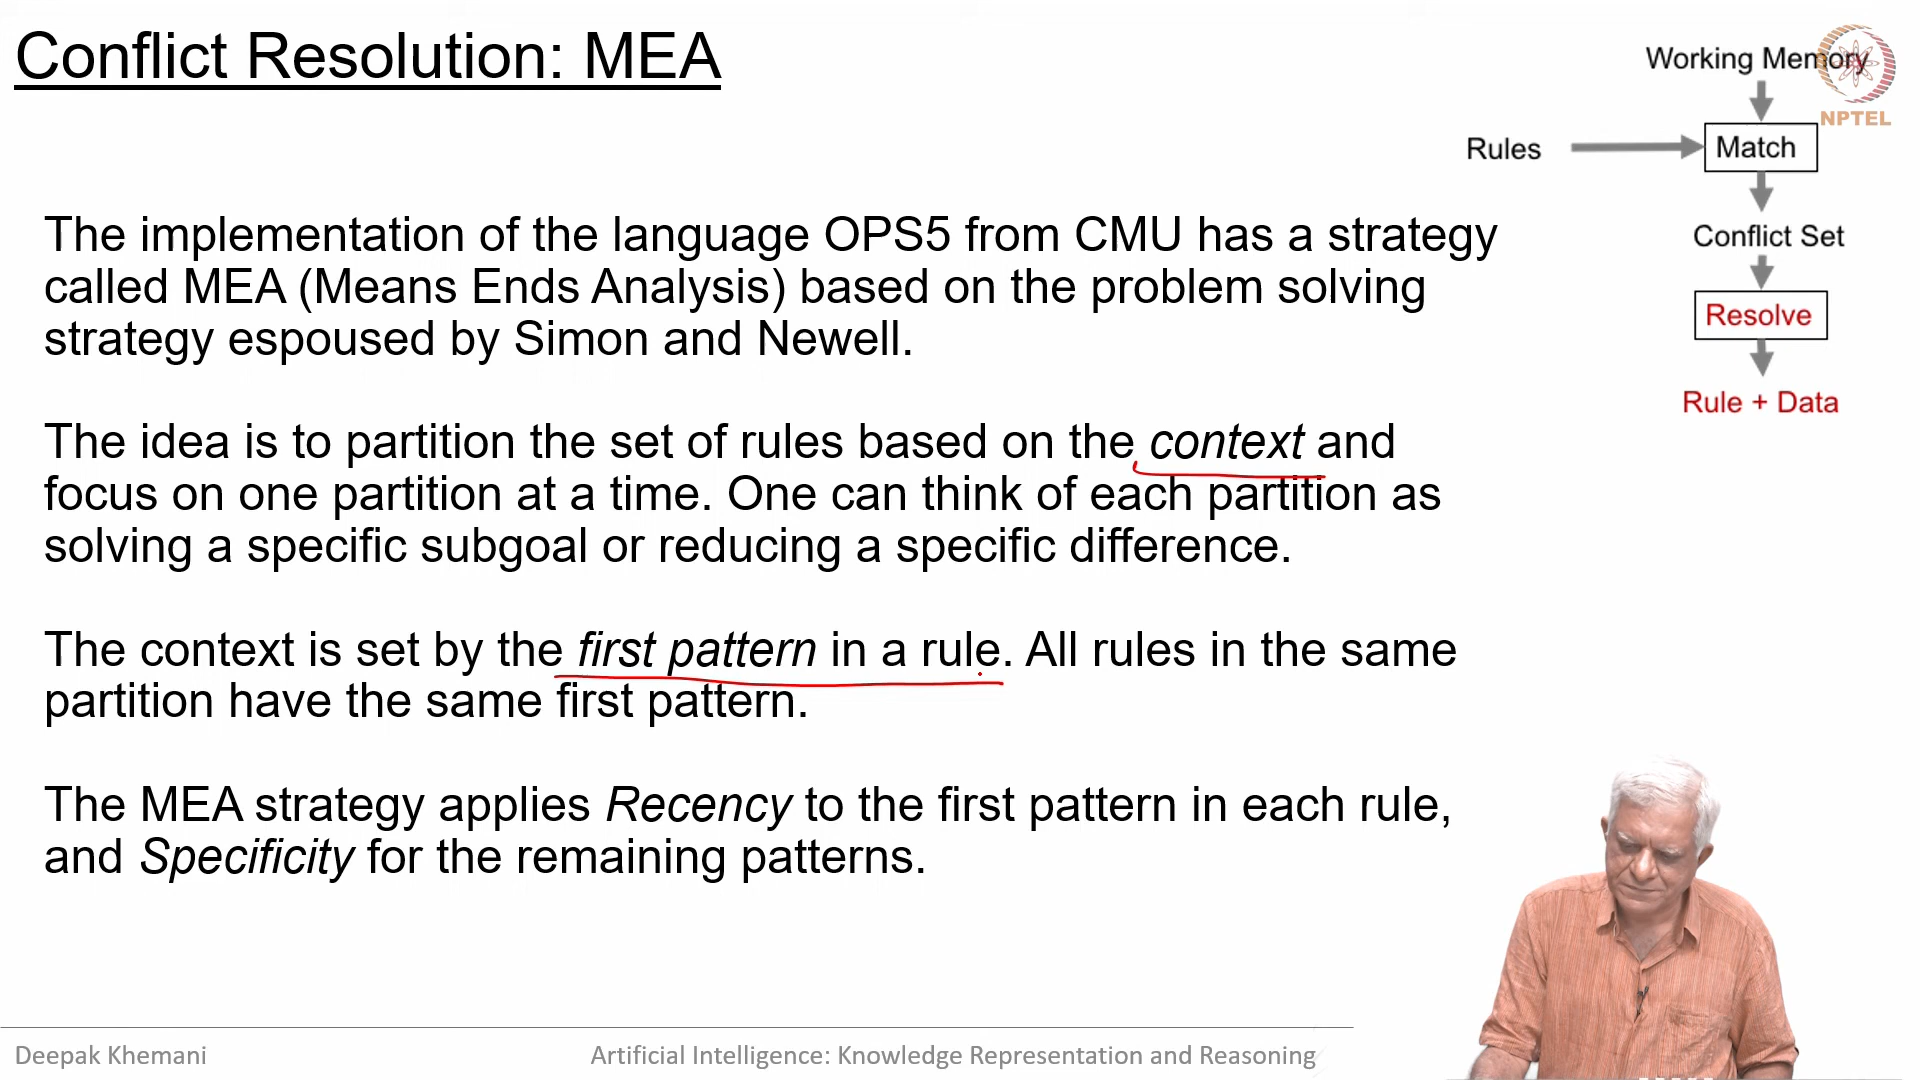 Conflict Resolution: MEA
Working Memory
NPTEL
Rules
Match
Conflict Set
Resolve
Rule + Data
The implementation of the language OPS5 from CMU has a strategy
called MEA (Means Ends Analysis) based on the problem solving
strategy espoused by Simon and Newell.
The idea is to partition the set of rules based on the context and
focus on one partition at a time. One can think of each partition as
solving a specific subgoal or reducing a specific difference.
The context is set by the first pattern in a rule. All rules in the same
partition have the same first pattern.
The MEA strategy applies Recency to the first pattern in each rule,
and Specificity for the remaining patterns.
Deepak Khemani
Artificial Intelligence: Knowledge Representation and Reasoning